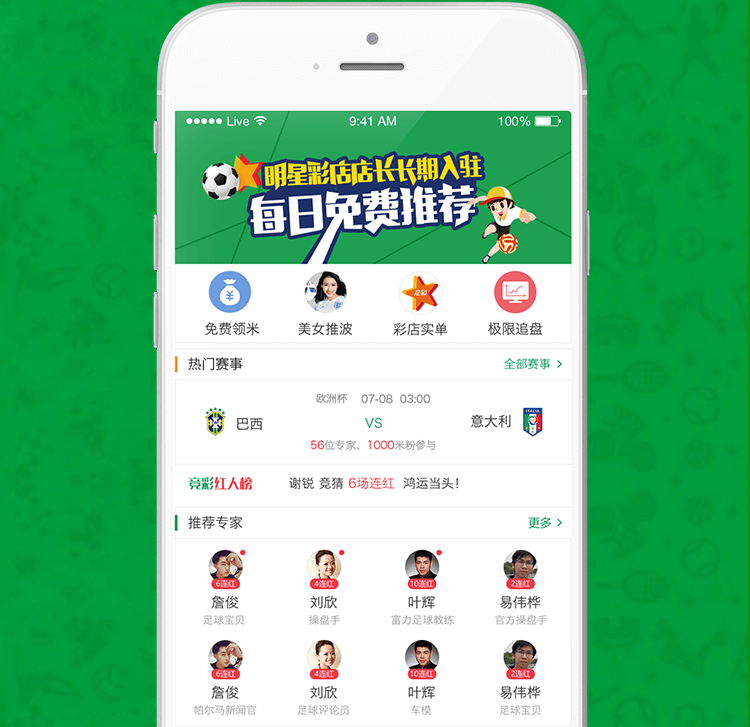 Live 9:41 AM 100%
明星彩店店长长期入驻
每日免费推荐
免费领米 美女推波 彩店实单 极限追盘
热门赛事 全部赛事
欧洲杯 07-08 03:00
巴西 VS 意大利
ITALIA
56位专家、1000米粉参与
竞彩红人榜 谢锐 竞猜 6场连红 鸿运当头!
推荐专家 更多
6连红 4连红 10连红 2连红
詹俊 刘欣 叶辉 易伟桦
足球宝贝 操盘手 富力足球教练 官方操盘手
6连红 4连红 10连红 2连红
詹俊 刘欣 叶辉 易伟桦
帕尔马新闻官 足球评论员 车模 足球宝贝